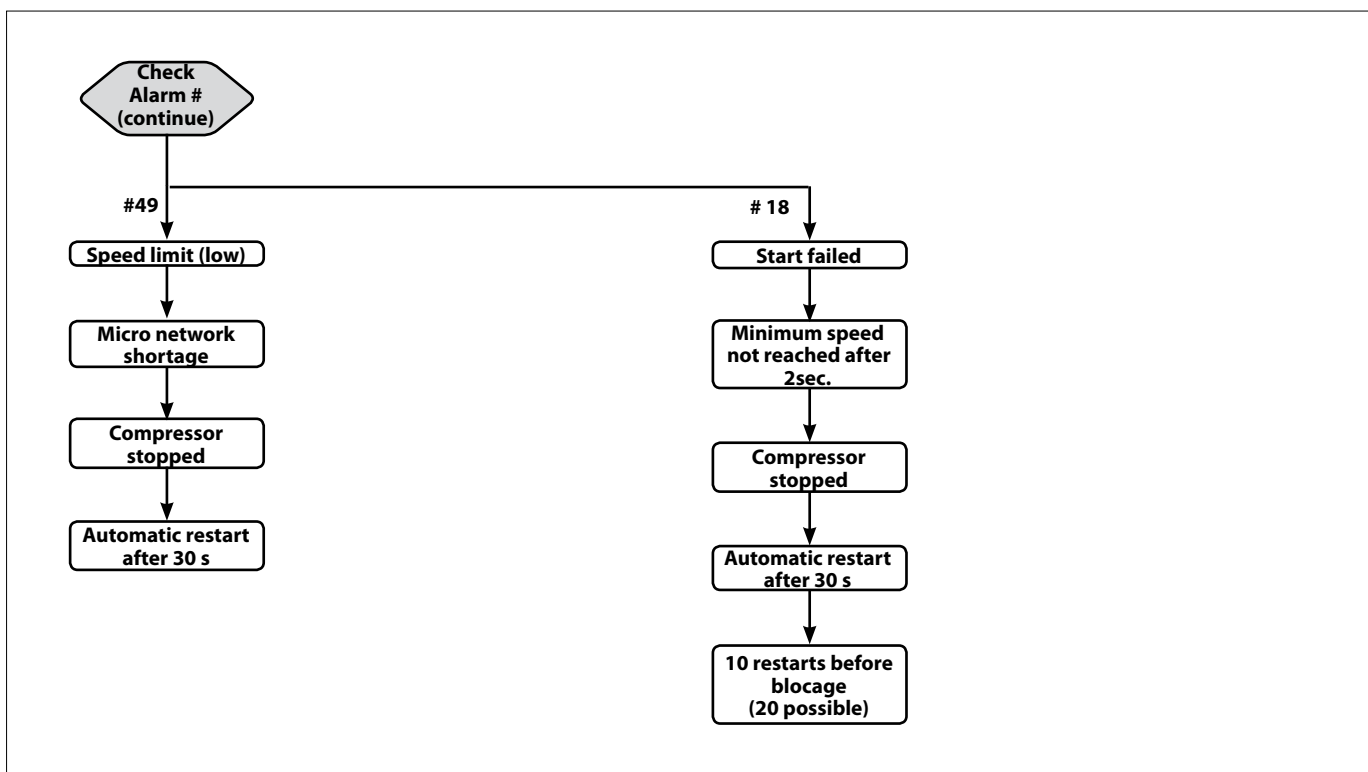 Check
Alarm #
(continue)
#49
Speed limit (low)
Micro network
shortage
Compressor
stopped
Automatic restart
after 30 s
# 18
Start failed
Minimum speed
not reached after
2sec.
Compressor
stopped
Automatic restart
after 30 s
10 restarts before
blocage
(20 possible)